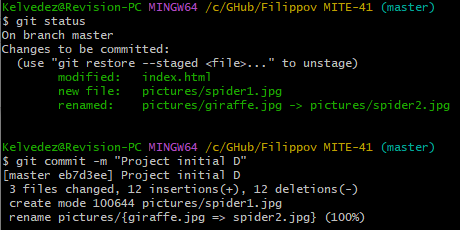 Kelvedez@Revision-PC MINGW64 /c/GHub/Filippov MITE-41 (master)
$ git status
On branch master
Changes to be committed:
  (use "git restore --staged <file>..." to unstage)
        modified:   index.html
        new file:   pictures/spider1.jpg
        renamed:    pictures/giraffe.jpg -> pictures/spider2.jpg

Kelvedez@Revision-PC MINGW64 /c/GHub/Filippov MITE-41 (master)
$ git commit -m "Project initial D"
[master eb7d3ee] Project initial D
 3 files changed, 12 insertions(+), 12 deletions(-)
 create mode 100644 pictures/spider1.jpg
 rename pictures/{giraffe.jpg => spider2.jpg} (100%)